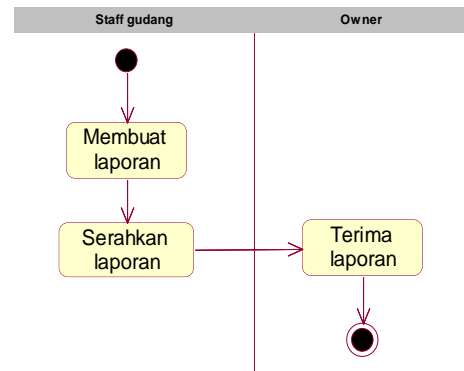 Staff gudang
Owner
Membuat
laporan
Serahkan
laporan
Terima
laporan